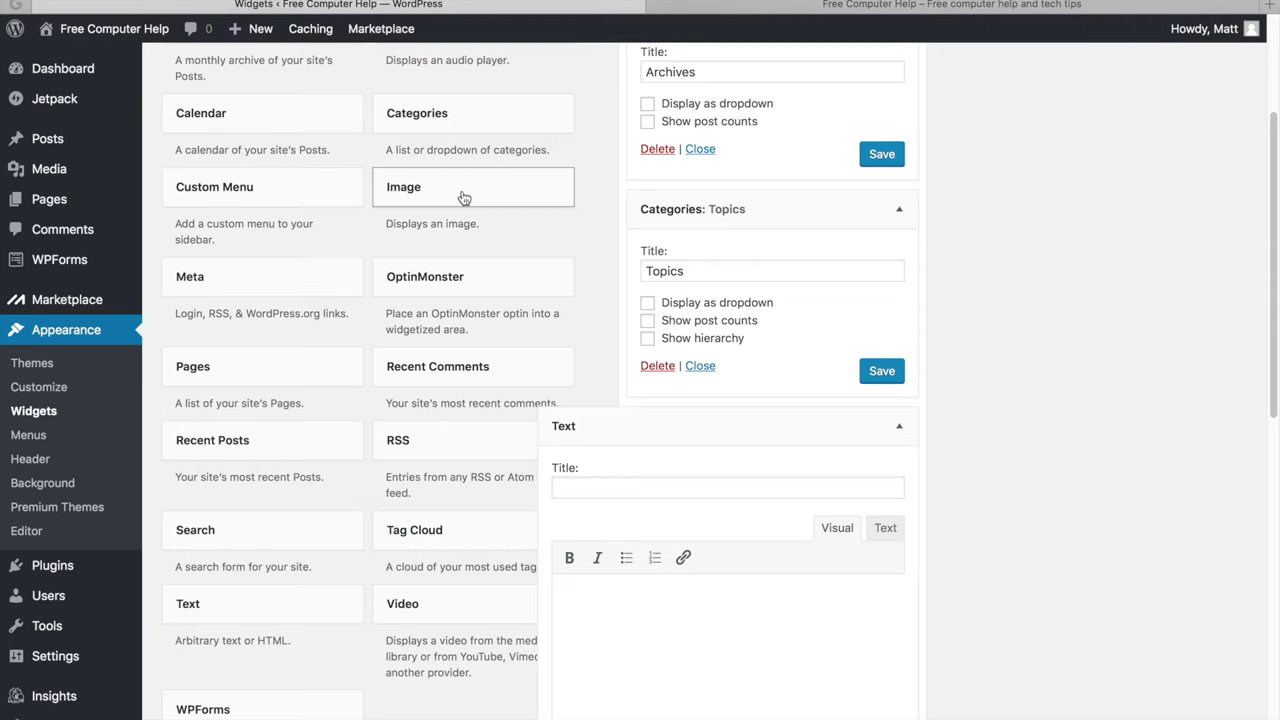 Widgets ‹ Free Computer Help — WordPress
Free Computer Help – Free computer help and tech tips
Free Computer Help
0
New
Caching
Marketplace
Howdy, Matt
Dashboard
Jetpack
Posts
Media
Pages
Comments
WPForms
Marketplace
Appearance
Themes
Customize
Widgets
Menus
Header
Background
Premium Themes
Editor
Plugins
Users
Tools
Settings
Insights
A monthly archive of your site's
Posts.
Displays an audio player.
Calendar
A calendar of your site's Posts.
Categories
A list or dropdown of categories.
Custom Menu
Add a custom menu to your
sidebar.
Image
Displays an image.
Meta
Login, RSS, & WordPress.org links.
OptinMonster
Place an OptinMonster optin into a
widgetized area.
Pages
A list of your site's Pages.
Recent Comments
Your site's most recent comments.
Recent Posts
Your site's most recent Posts.
RSS
Entries from any RSS or Atom
feed.
Search
A search form for your site.
Tag Cloud
A cloud of your most used tag
Text
Arbitrary text or HTML.
Video
Displays a video from the med
library or from YouTube, Vime
another provider.
WPForms
Title:
Archives
Display as dropdown
Show post counts
Delete | Close
Save
Categories: Topics
Title:
Topics
Display as dropdown
Show post counts
Show hierarchy
Delete | Close
Save
Text
Title:
Visual
Text
B I